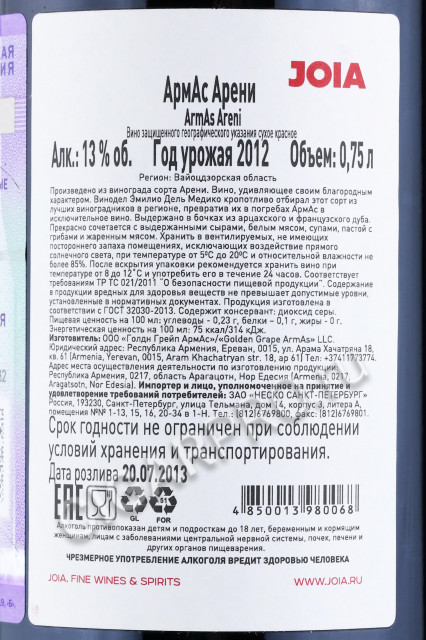 JOIA
АрмАс Арени
ArmAs Areni
Вино защищенного географического указания сухое красное
Алк.: 13 % об. Год урожая 2012 Объем: 0,75 л
Регион: Вайоцдзорская область
Произведено из винограда сорта Арени. Вино, удивляющее своим благородным
характером. Винодел Эмилио Дель Медико кропотливо отбирал этот сорт из
лучших виноградников в регионе, превратив их в погребах АрмАс в
исключительное вино. Выдержано в бочках из арцахского и французского дуба.
Прекрасно сочетается с выдержанными сырами, белым мясом, супами, пастой с
грибами и жаренным мясом. Хранить в вентилируемых, не имеющих
постороннего запаха помещениях, исключающих воздействие прямого
солнечного света, при температуре от 5ºС до 20ºС и относительной влажности не
более 85%. После вскрытия упаковки рекомендуется хранить вино при
температуре от 8 до 12˚С и употребить его в течение 24 часов. Соответствует
требованиям ТР ТС 021/2011 "О безопасности пищевой продукции". Содержание
в продукции вредных для здоровья веществ не превышает допустимые уровни,
установленные в нормативных документах. Продукция изготовлена в
соответствии с ГОСТ 32030-2013. Содержит консервант: диоксид серы.
Пищевая ценность на 100 мл: углеводы - 0,23 г, белки – 0,1 г, жиры - 0 г.
Энергетическая ценность на 100 мл: 75 ккал/314 кДж.
Изготовитель: ООО «Голдн Грейп АрмАс»/«Golden Grape ArmAs» LLC.
Юридический адрес: Республика Армения, Ереван, 0015, ул. Арама Хачатряна 18,
кв. 61 (Armenia, Yerevan, 0015, Aram Khachatryan str. 18, ap 61) Тел: +37411773774.
Адрес места осуществления деятельности по изготовлению продукции:
Республика Армения, 0217, область Арагацотн, Нор Едесия (Armenia, 0217,
Aragatsotn, Nor Edesia). Импортер и лицо, уполномоченное на принятие и
удовлетворение требований потребителей: ЗАО «НЕСКО САНКТ-ПЕТЕРБУРГ»
Россия, 193230, Санкт-Петербург, улица Тельмана, дом 4, корпус 2, литера А,
помещения №№ 1-13, 15, 16, 20-34 в 1-Н. Тел.: (812)6769800, факс: (812)6769801.
Срок годности не ограничен при соблюдении
условий хранения и транспортирования.
Дата розлива 20.07.2013
EAC GL 51 FOR
4 850013 980068
Алкоголь противопоказан детям и подросткам до 18 лет, беременным и кормящим
женщинам, лицам с заболеваниями центральной нервной системы, почек, печени и
других органов пищеварения.
ЧРЕЗМЕРНОЕ УПОТРЕБЛЕНИЕ АЛКОГОЛЯ ВРЕДИТ ЗДОРОВЬЮ ЧЕЛОВЕКА
JOIA. FINE WINES & SPIRITS WWW.JOIA.RU